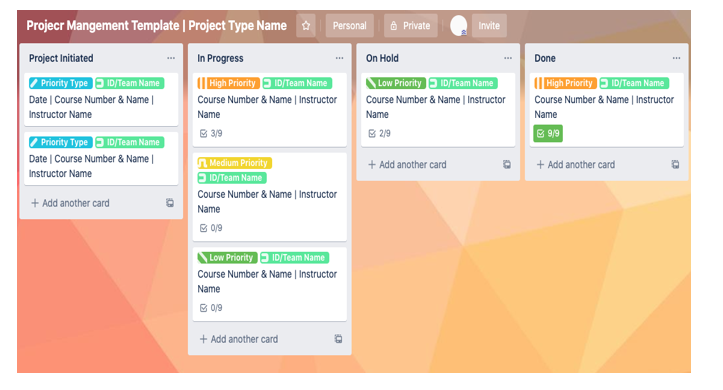 Projecr Mangement Template | Project Type Name
Personal
Private
Invite
Project Initiated
Priority Type
ID/Team Name
Date | Course Number & Name |
Instructor Name
Priority Type
ID/Team Name
Date | Course Number & Name |
Instructor Name
+ Add another card
In Progress
High Priority
ID/Team Name
Course Number & Name | Instructor
Name
3/9
Medium Priority
ID/Team Name
Course Number & Name | Instructor
Name
0/9
Low Priority
ID/Team Name
Course Number & Name | Instructor
Name
0/9
+ Add another card
On Hold
Low Priority
ID/Team Name
Course Number & Name | Instructor
Name
2/9
+ Add another card
Done
High Priority
ID/Team Name
Course Number & Name | Instructor
Name
9/9
+ Add another card